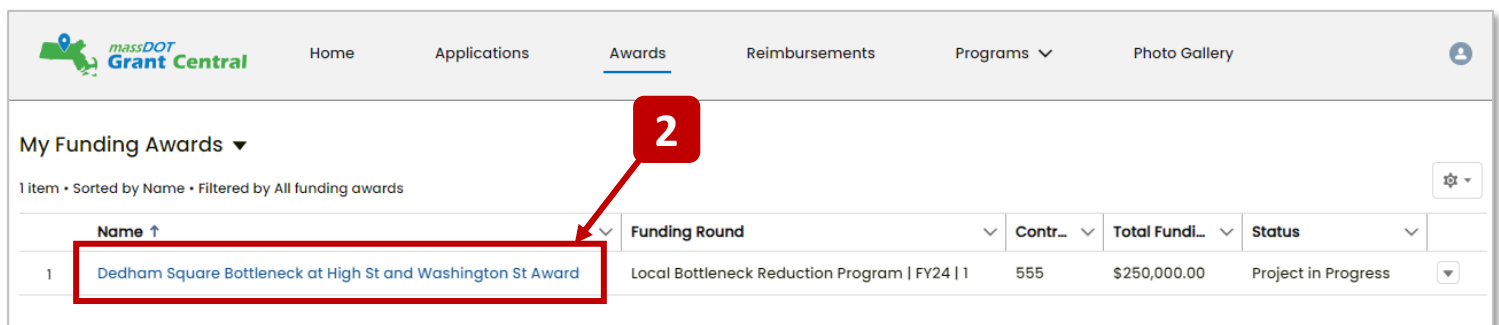 massDOT
Grant Central
Home Applications Awards Reimbursements Programs Photo Gallery
2
My Funding Awards
1 item • Sorted by Name • Filtered by All funding awards
Name ↑ Funding Round Contr... Total Fundi... Status
1 Dedham Square Bottleneck at High St and Washington St Award Local Bottleneck Reduction Program | FY24 | 1 555 $250,000.00 Project in Progress